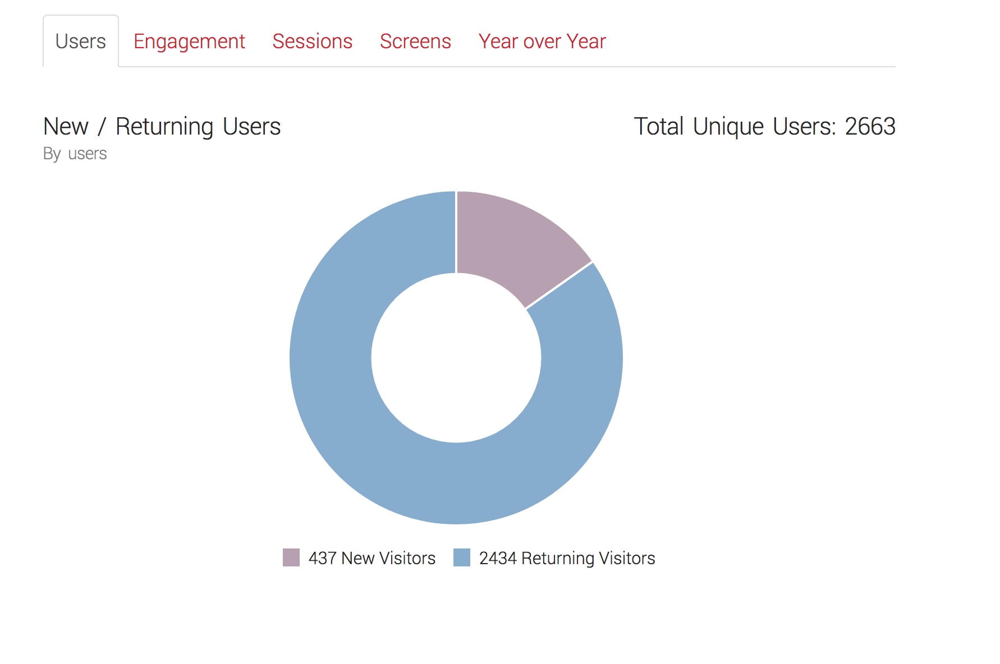 Users Engagement Sessions Screens Year over Year
New / Returning Users
Total Unique Users: 2663
By users
437 New Visitors
2434 Returning Visitors